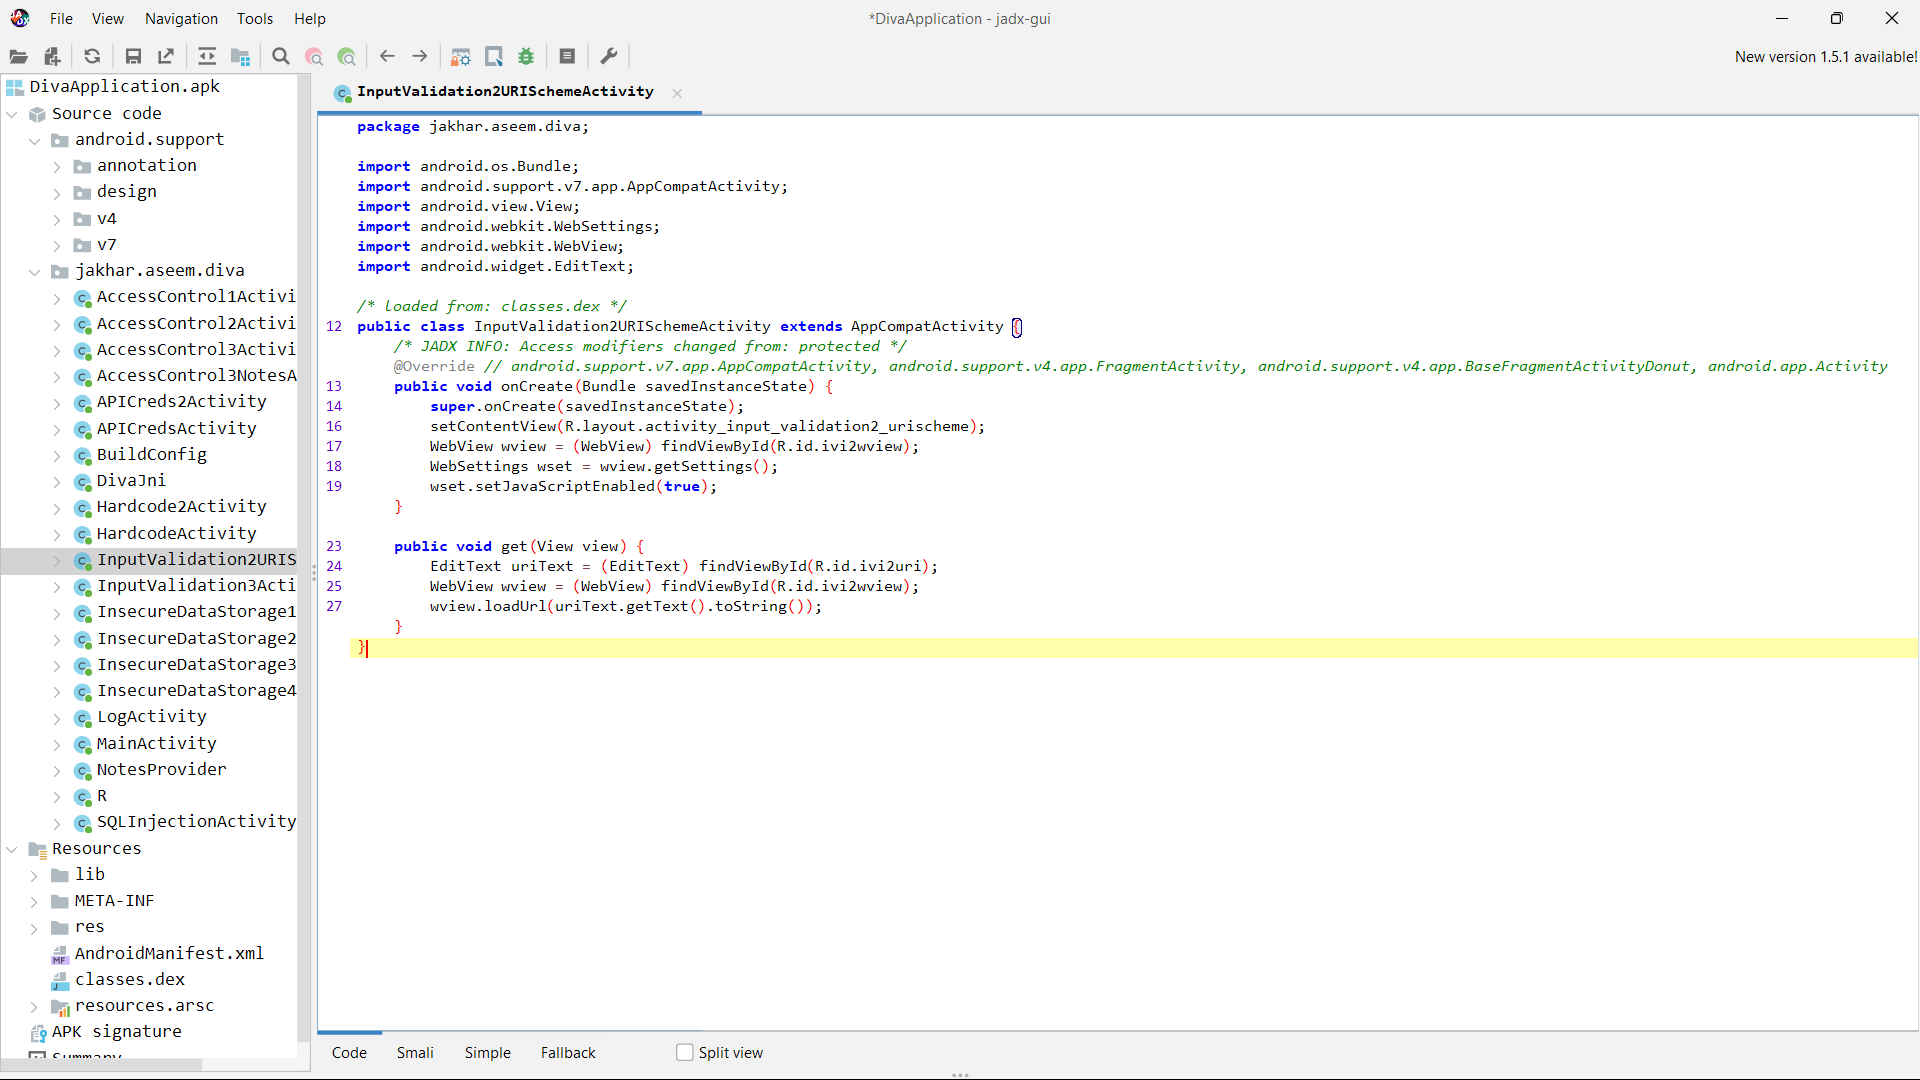 File View Navigation Tools Help
*DivaApplication - jadx-gui
New version 1.5.1 available!
DivaApplication.apk
Source code
android.support
annotation
design
v4
v7
jakhar.aseem.diva
AccessControl1Activi
AccessControl2Activi
AccessControl3Activi
AccessControl3NotesA
APICreds2Activity
APICredsActivity
BuildConfig
DivaJni
Hardcode2Activity
HardcodeActivity
InputValidation2URIS
InputValidation3Acti
InsecureDataStorage1
InsecureDataStorage2
InsecureDataStorage3
InsecureDataStorage4
LogActivity
MainActivity
NotesProvider
R
SQLInjectionActivity
Resources
lib
META-INF
res
AndroidManifest.xml
classes.dex
resources.arsc
APK signature
Summary
InputValidation2URISchemeActivity
package jakhar.aseem.diva;
import android.os.Bundle;
import android.support.v7.app.AppCompatActivity;
import android.view.View;
import android.webkit.WebSettings;
import android.webkit.WebView;
import android.widget.EditText;
/* loaded from: classes.dex */
12 public class InputValidation2URISchemeActivity extends AppCompatActivity {
/* JADX INFO: Access modifiers changed from: protected */
@Override // android.support.v7.app.AppCompatActivity, android.support.v4.app.FragmentActivity, android.support.v4.app.BaseFragmentActivityDonut, android.app.Activity
13 public void onCreate(Bundle savedInstanceState) {
14 super.onCreate(savedInstanceState);
16 setContentView(R.layout.activity_input_validation2_urischeme);
17 WebView wview = (WebView) findViewById(R.id.ivi2wview);
18 WebSettings wset = wview.getSettings();
19 wset.setJavaScriptEnabled(true);
}
23 public void get(View view) {
24 EditText uriText = (EditText) findViewById(R.id.ivi2uri);
25 WebView wview = (WebView) findViewById(R.id.ivi2wview);
27 wview.loadUrl(uriText.getText().toString());
}
}
Code Smali Simple Fallback Split view